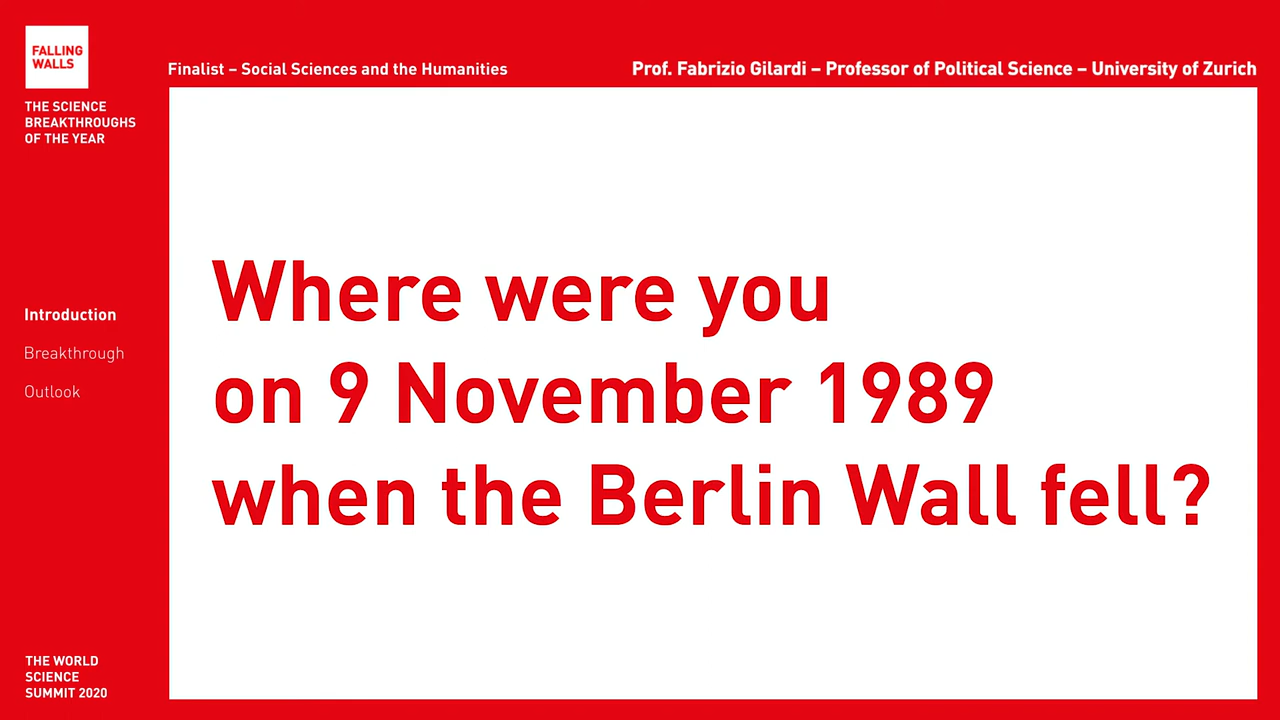 FALLING
WALLS
THE SCIENCE
BREAKTHROUGHS
OF THE YEAR
Finalist – Social Sciences and the Humanities
Prof. Fabrizio Gilardi – Professor of Political Science – University of Zurich
Introduction
Breakthrough
Outlook
Where were you
on 9 November 1989
when the Berlin Wall fell?
THE WORLD
SCIENCE
SUMMIT 2020